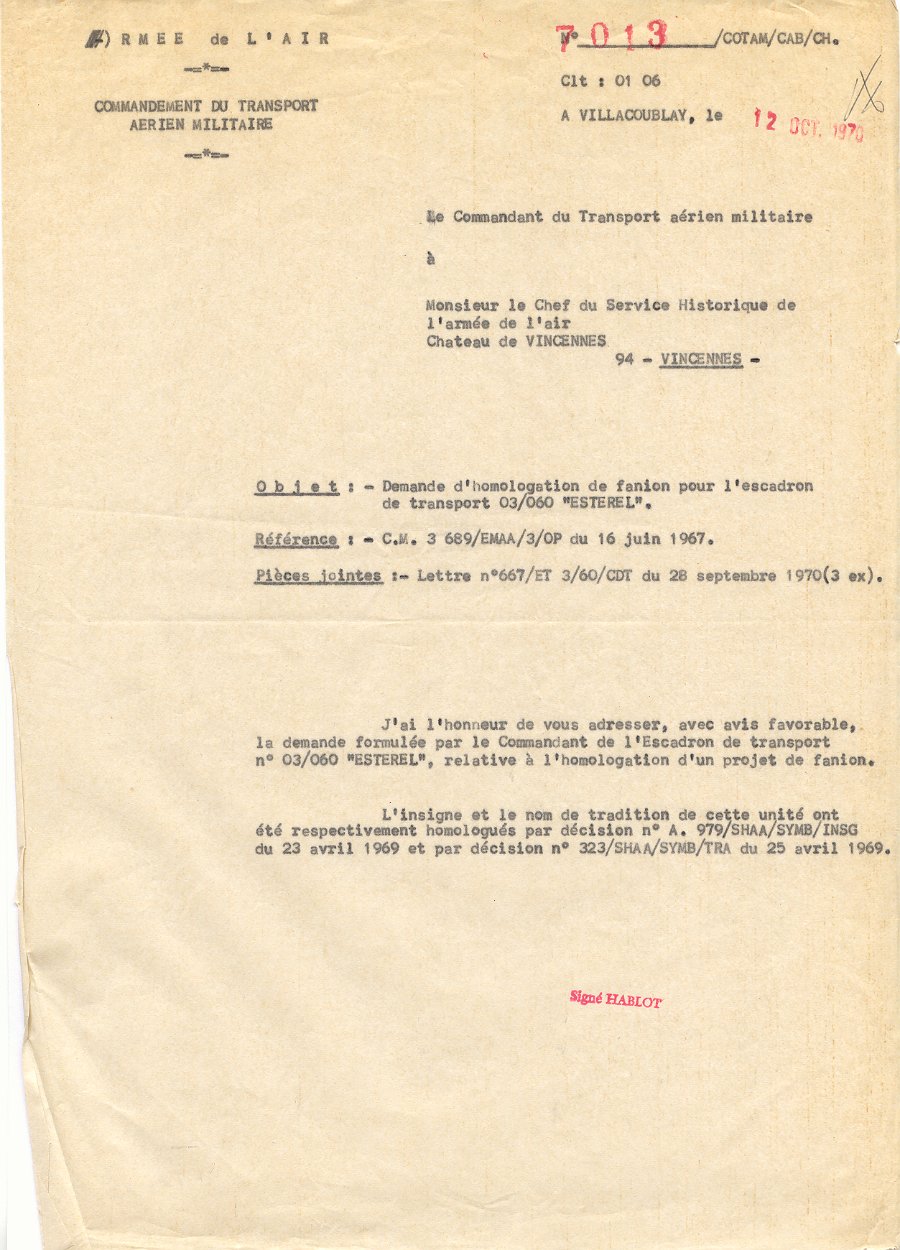 A) R M E E de L ' A I R
-=*=-
COMMANDEMENT DU TRANSPORT
AERIEN MILITAIRE
-=*=-
N° 7013 /COTAM/CAB/CH.
Clt : 01 06
A VILLACOUBLAY, le 12 OCT. 1970
Le Commandant du Transport aérien militaire
à
Monsieur le Chef du Service Historique de
l'armée de l'air
Chateau de VINCENNES
94 - VINCENNES -
O b j e t : - Demande d'homologation de fanion pour l'escadron
de transport 03/060 "ESTEREL".
Référence : - C.M. 3 689/EMAA/3/OP du 16 juin 1967.
Pièces jointes :- Lettre n°667/ET 3/60/CDT du 28 septembre 1970(3 ex).
J'ai l'honneur de vous adresser, avec avis favorable,
la demande formulée par le Commandant de l'Escadron de transport
n° 03/060 "ESTEREL", relative à l'homologation d'un projet de fanion.
L'insigne et le nom de tradition de cette unité ont
été respectivement homologués par décision n° A. 979/SHAA/SYMB/INSG
du 23 avril 1969 et par décision n° 323/SHAA/SYMB/TRA du 25 avril 1969.
Signé HABLOT